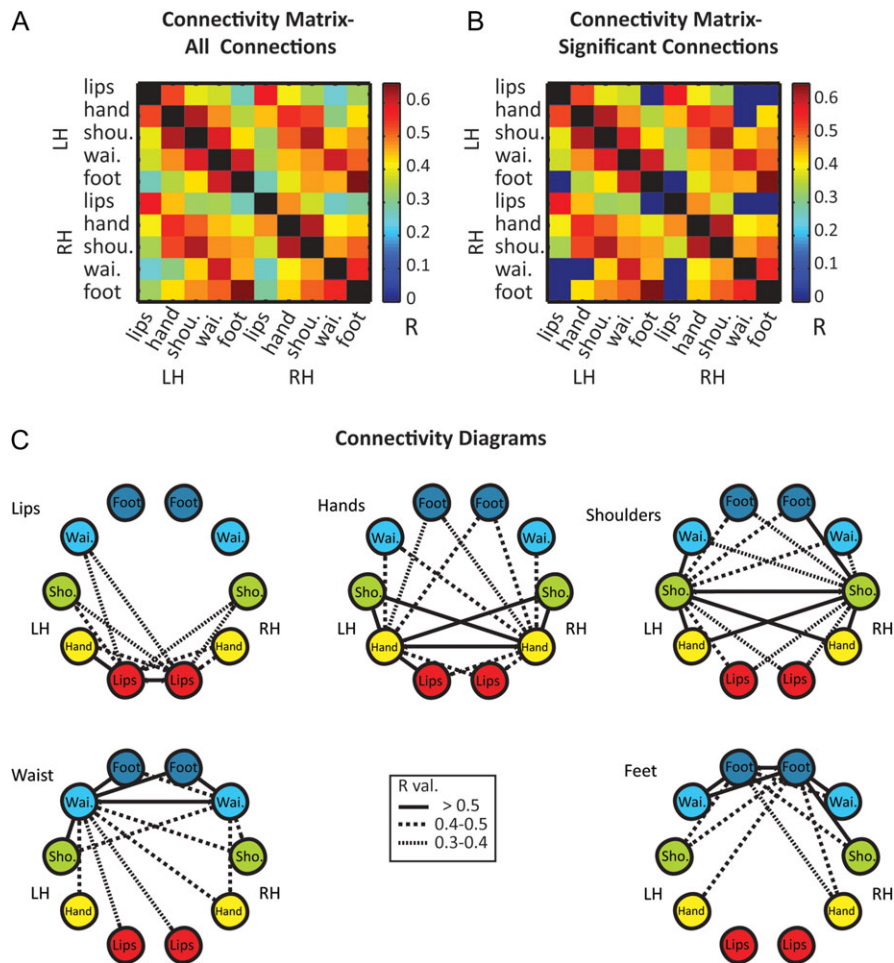 A
Connectivity Matrix-
All Connections
lips
hand
shou.
wai.
foot
lips
hand
shou.
wai.
foot
LH
RH
lips
hand
shou.
wai.
foot
lips
hand
shou.
wai.
foot
LH
RH
0.6
0.5
0.4
0.3
0.2
0.1
0
R
B
Connectivity Matrix-
Significant Connections
lips
hand
shou.
wai.
foot
lips
hand
shou.
wai.
foot
LH
RH
lips
hand
shou.
wai.
foot
lips
hand
shou.
wai.
foot
LH
RH
0.6
0.5
0.4
0.3
0.2
0.1
0
R
C
Connectivity Diagrams
Lips
Foot
Foot
Wai.
Wai.
Sho.
Sho.
LH
RH
Hand
Hand
Lips
Lips
Hands
Foot
Foot
Wai.
Wai.
Sho.
Sho.
LH
RH
Hand
Hand
Lips
Lips
Shoulders
Foot
Foot
Wai.
Wai.
Sho.
Sho.
LH
RH
Hand
Hand
Lips
Lips
Waist
Foot
Foot
Wai.
Wai.
Sho.
Sho.
LH
RH
Hand
Hand
Lips
Lips
R val.
> 0.5
0.4-0.5
0.3-0.4
Feet
Foot
Foot
Wai.
Wai.
Sho.
Sho.
LH
RH
Hand
Hand
Lips
Lips